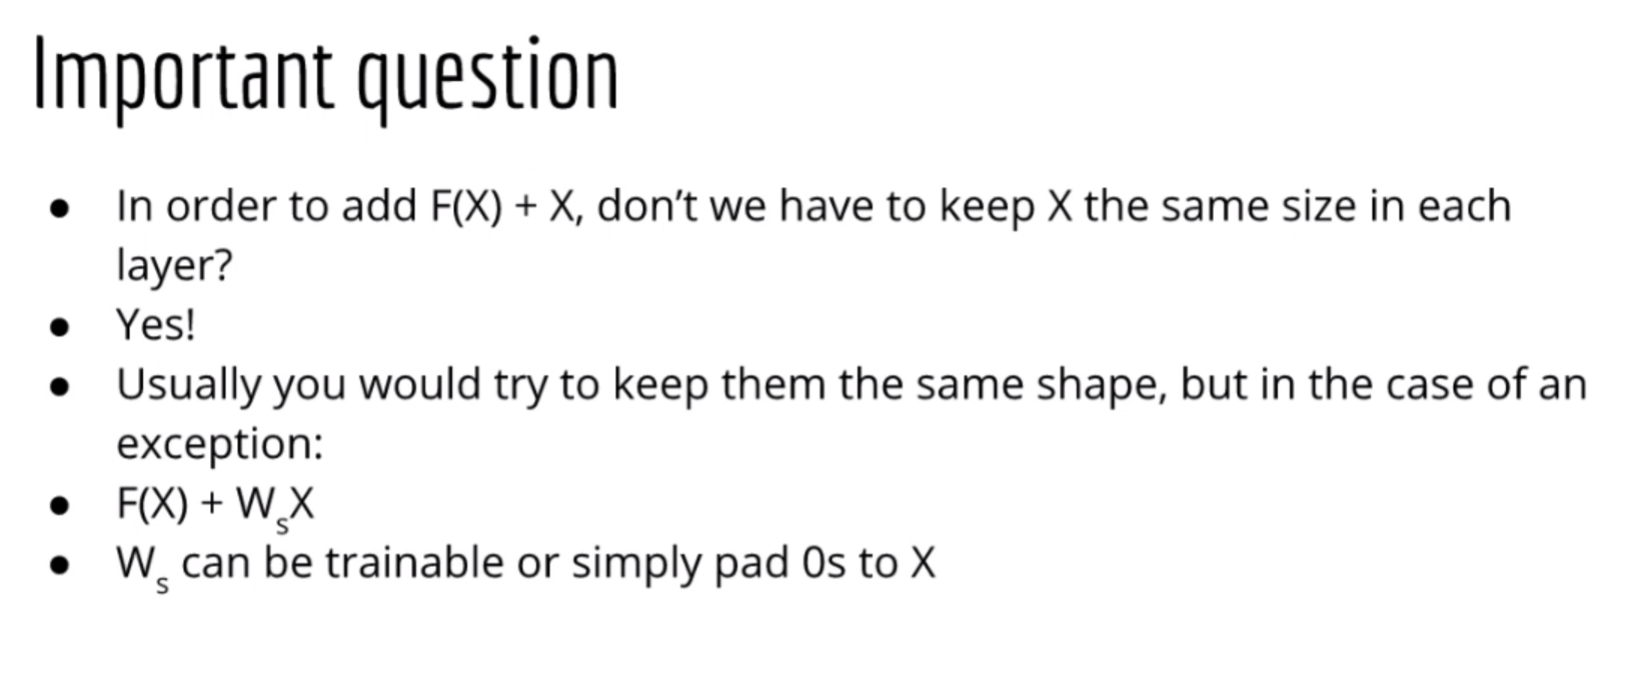 Important question
● In order to add F(X) + X, don’t we have to keep X the same size in each
layer?
● Yes!
● Usually you would try to keep them the same shape, but in the case of an
exception:
● F(X) + WₛX
● Wₛ can be trainable or simply pad 0s to X